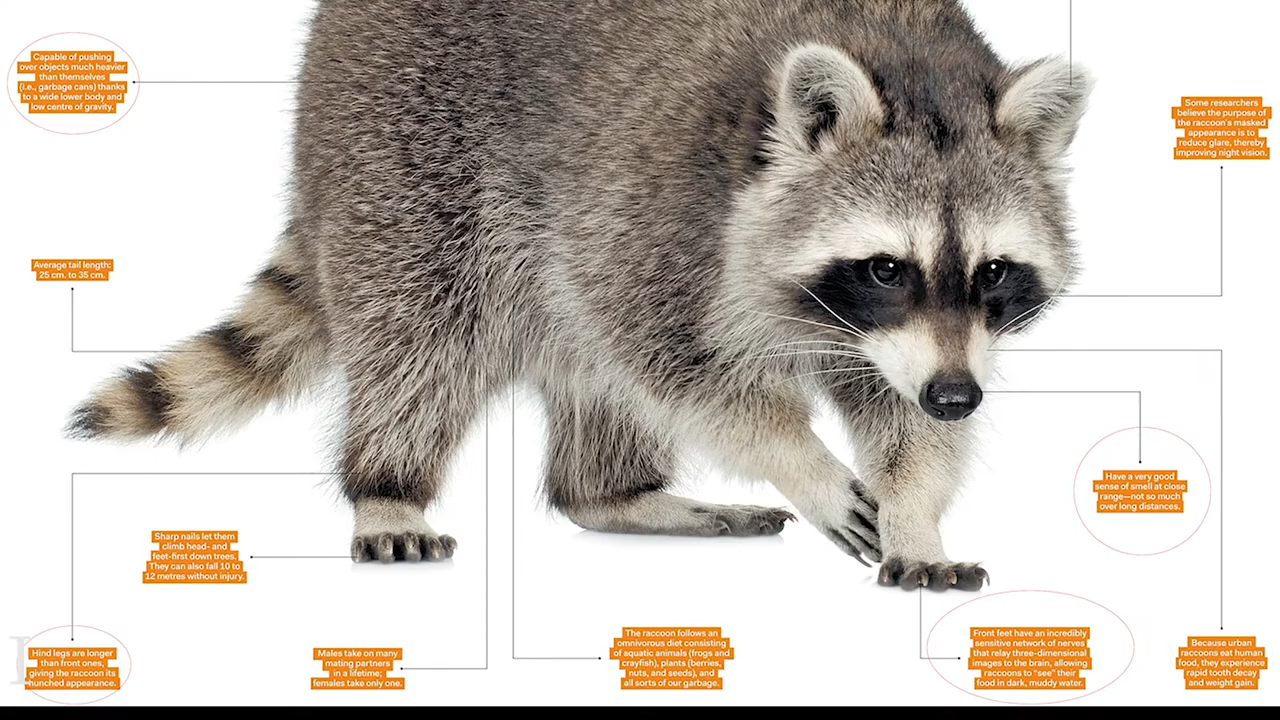 Capable of pushing
over objects much heavier
than themselves
(i.e., garbage cans) thanks
to a wide lower body and
low centre of gravity.
Some researchers
believe the purpose of
the raccoon's masked
appearance is to
reduce glare, thereby
improving night vision.
Average tail length:
25 cm. to 35 cm.
Have a very good
sense of smell at close
range—not so much
over long distances.
Sharp nails let them
climb head- and
feet-first down trees.
They can also fall 10 to
12 metres without injury.
Hind legs are longer
than front ones,
giving the raccoon its
hunched appearance.
Males take on many
mating partners
in a lifetime;
females take only one.
The raccoon follows an
omnivorous diet consisting
of aquatic animals (frogs and
crayfish), plants (berries,
nuts, and seeds), and
all sorts of our garbage.
Front feet have an incredibly
sensitive network of nerves
that relay three-dimensional
images to the brain, allowing
raccoons to "see" their
food in dark, muddy water.
Because urban
raccoons eat human
food, they experience
rapid tooth decay
and weight gain.